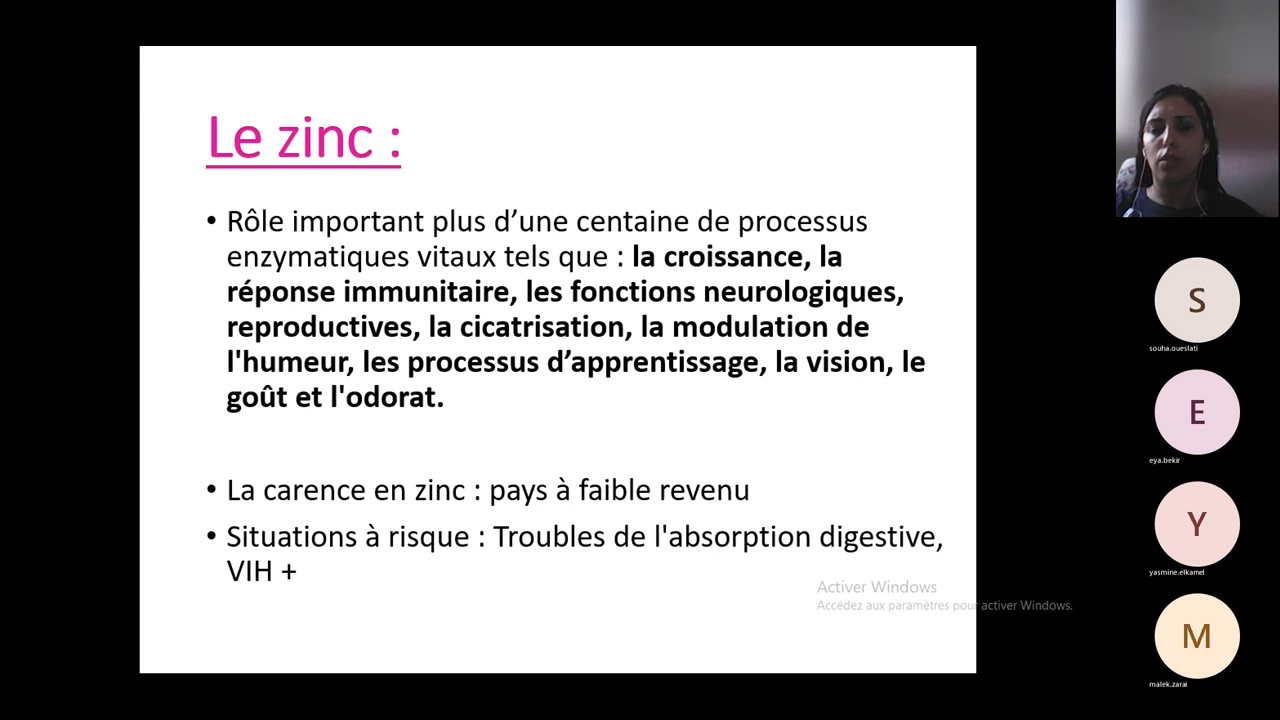 Le zinc :
• Rôle important plus d’une centaine de processus
enzymatiques vitaux tels que : la croissance, la
réponse immunitaire, les fonctions neurologiques,
reproductives, la cicatrisation, la modulation de
l'humeur, les processus d’apprentissage, la vision, le
goût et l'odorat.
• La carence en zinc : pays à faible revenu
• Situations à risque : Troubles de l'absorption digestive,
VIH +
Activer Windows
Accédez aux paramètres pour activer Windows.
S
souha.oueslati
E
eya.bekir
Y
yasmine.elkamel
M
malek.zarai